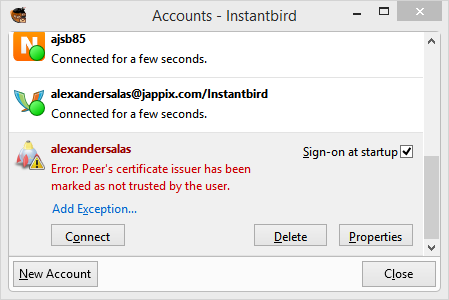 Accounts - Instantbird
ajsb85
Connected for a few seconds.
alexandersalas@jappix.com/Instantbird
Connected for a few seconds.
alexandersalas
Sign-on at startup
Error: Peer's certificate issuer has been
marked as not trusted by the user.
Add Exception...
Connect
Delete
Properties
New Account
Close